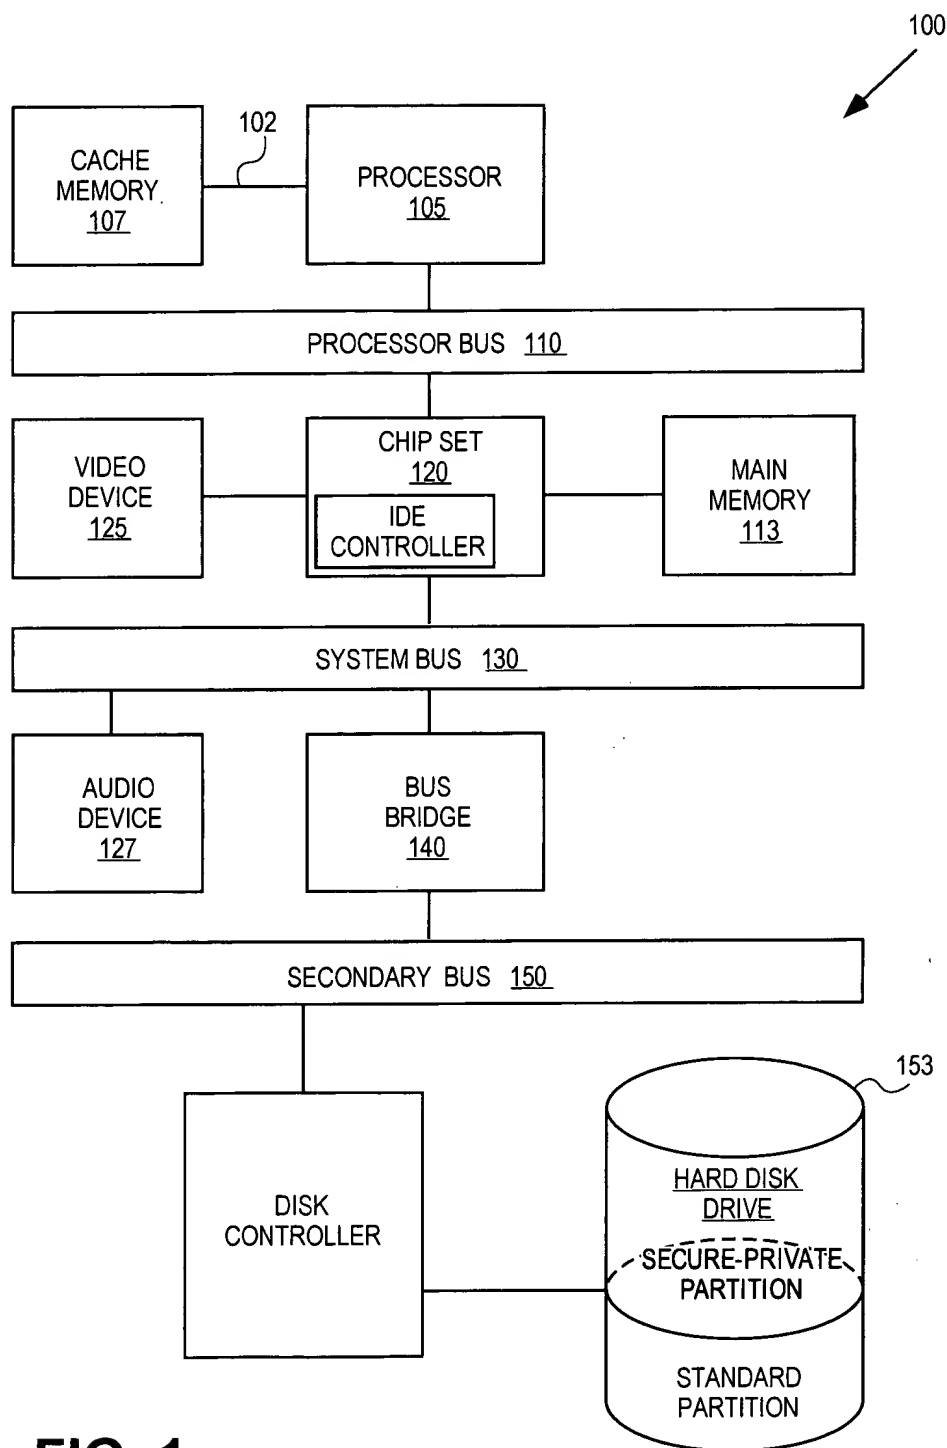 100
102
CACHE
MEMORY
107
PROCESSOR
105
PROCESSOR BUS 110
VIDEO
DEVICE
125
CHIP SET
120
IDE
CONTROLLER
MAIN
MEMORY
113
SYSTEM BUS 130
AUDIO
DEVICE
127
BUS
BRIDGE
140
SECONDARY BUS 150
153
DISK
CONTROLLER
HARD DISK
DRIVE
SECURE-PRIVATE
PARTITION
STANDARD
PARTITION
FIG. 1